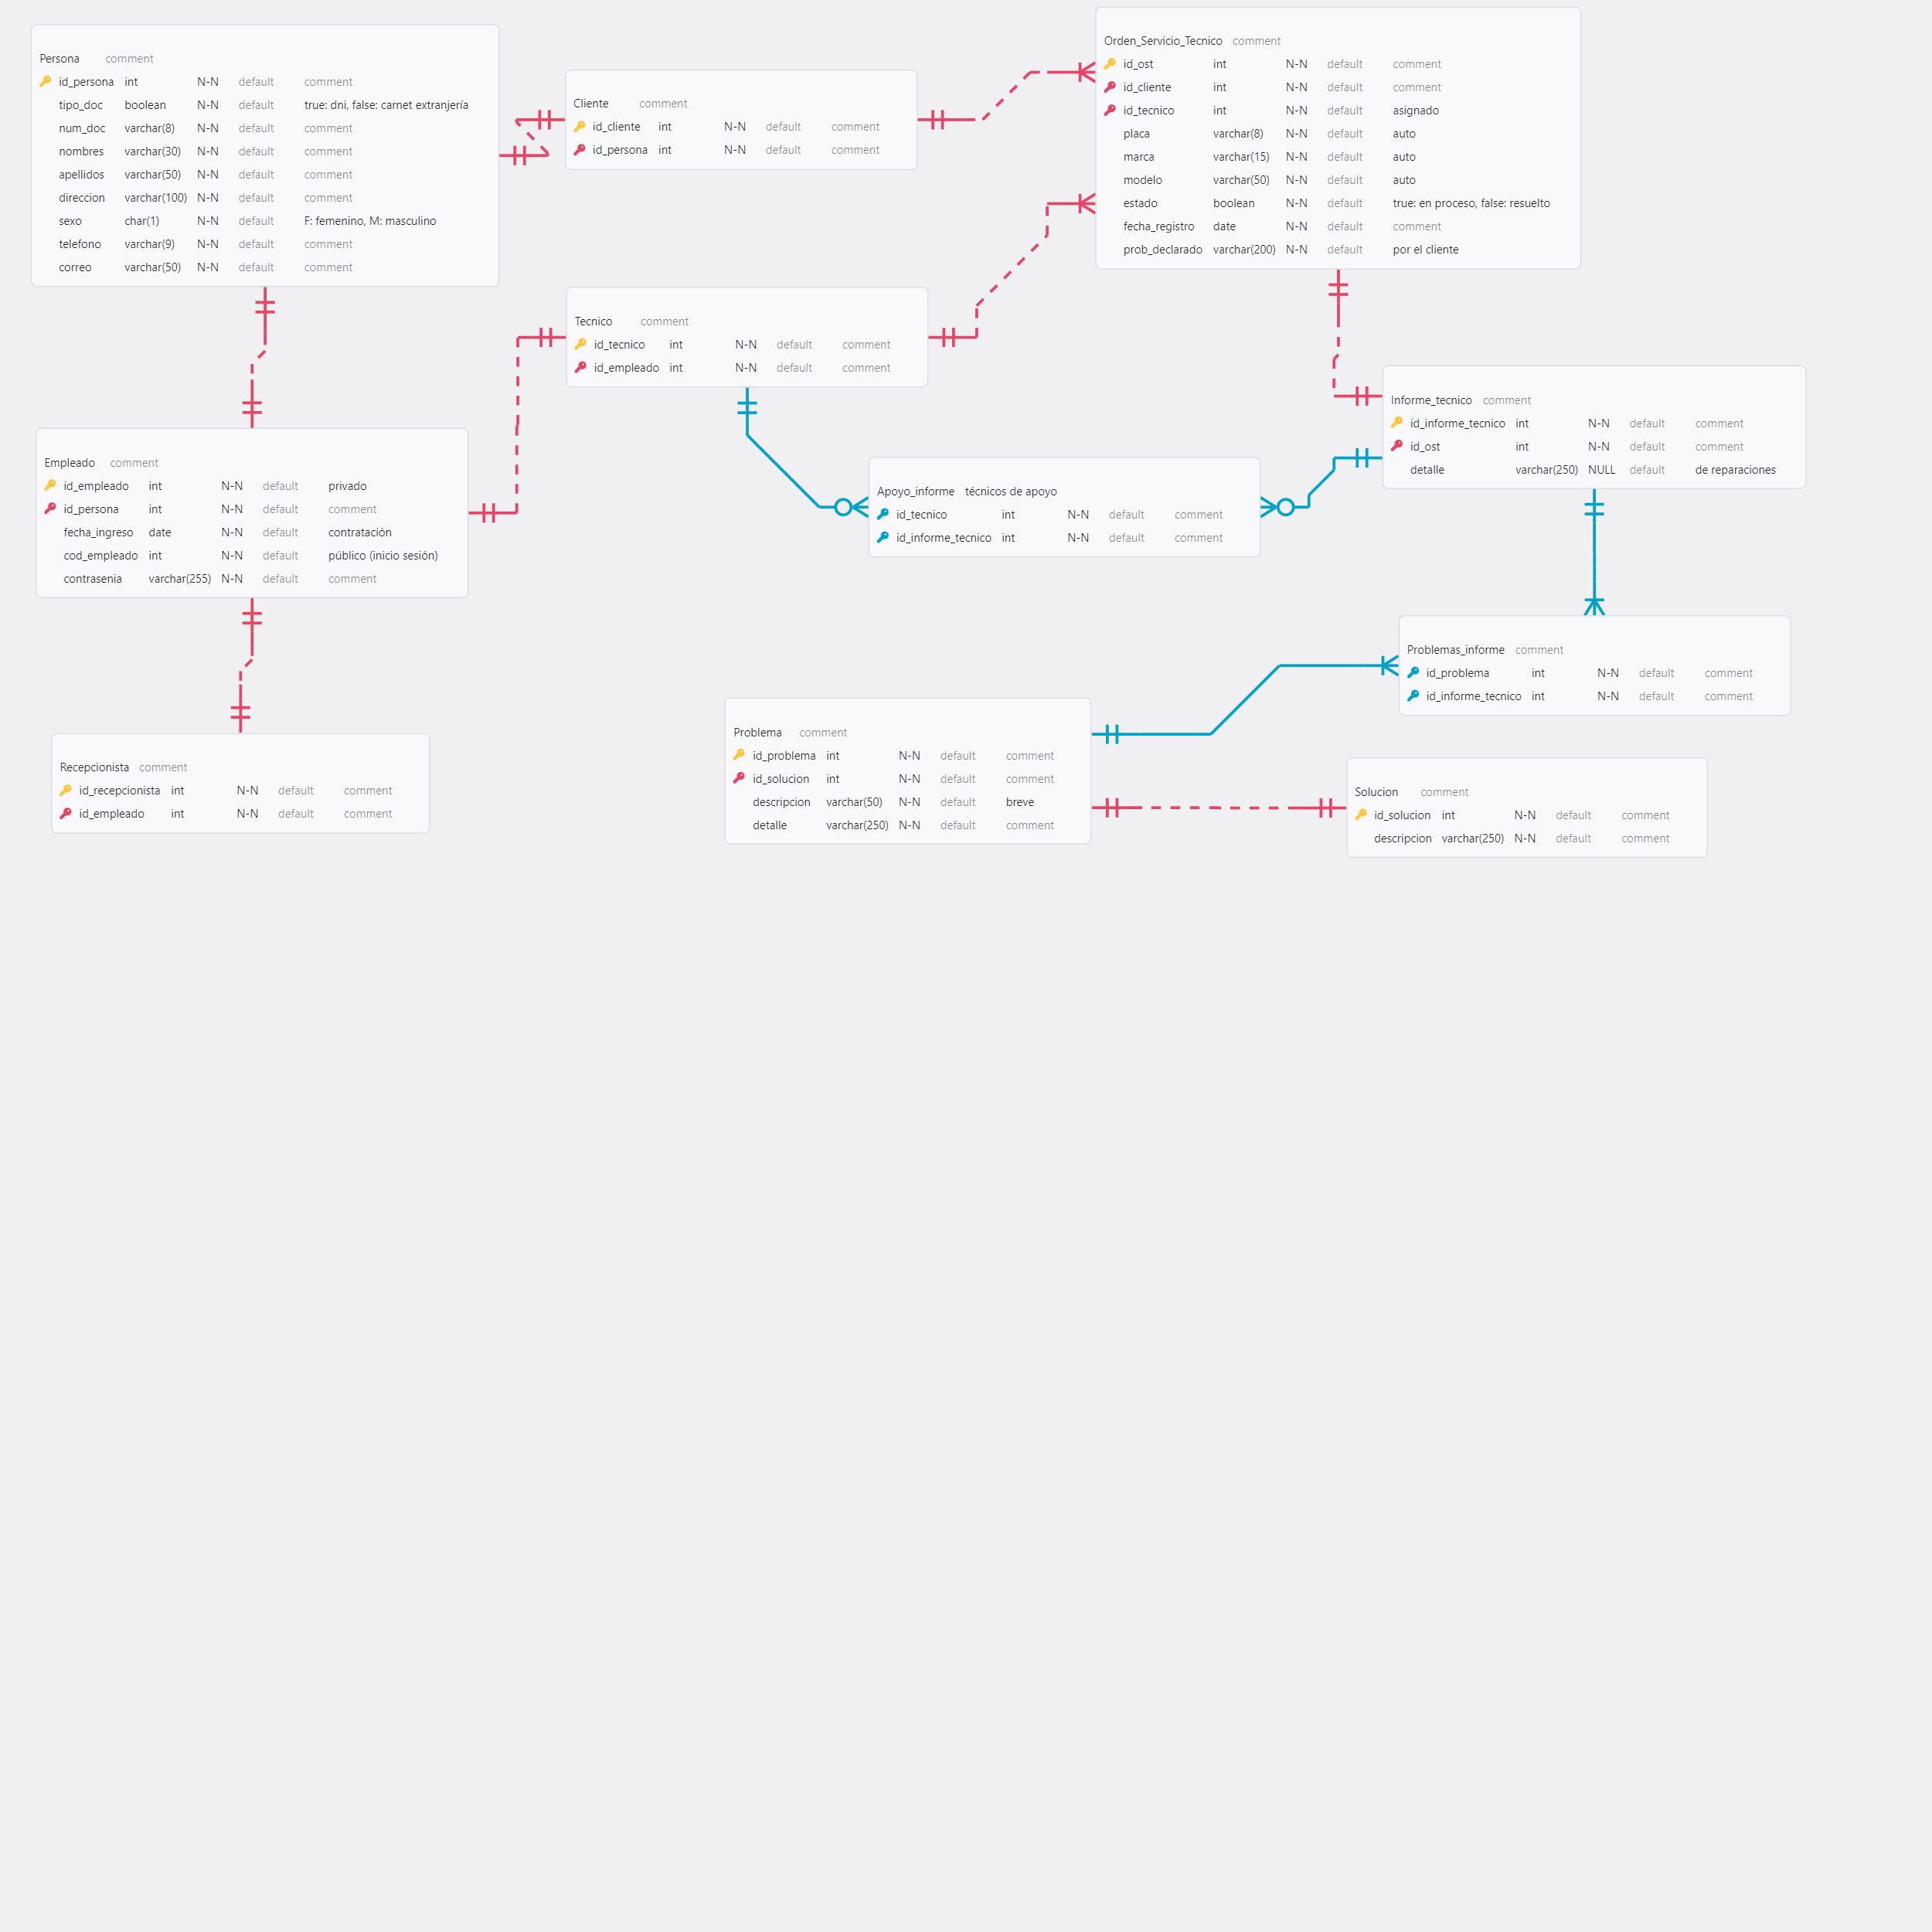 Persona comment
id_persona int N-N default comment
tipo_doc boolean N-N default true: dni, false: carnet extranjería
num_doc varchar(8) N-N default comment
nombres varchar(30) N-N default comment
apellidos varchar(50) N-N default comment
direccion varchar(100) N-N default comment
sexo char(1) N-N default F: femenino, M: masculino
telefono varchar(9) N-N default comment
correo varchar(50) N-N default comment
Cliente comment
id_cliente int N-N default comment
id_persona int N-N default comment
Orden_Servicio_Tecnico comment
id_ost int N-N default comment
id_cliente int N-N default comment
id_tecnico int N-N default asignado
placa varchar(8) N-N default auto
marca varchar(15) N-N default auto
modelo varchar(50) N-N default auto
estado boolean N-N default true: en proceso, false: resuelto
fecha_registro date N-N default comment
prob_declarado varchar(200) N-N default por el cliente
Tecnico comment
id_tecnico int N-N default comment
id_empleado int N-N default comment
Informe_tecnico comment
id_informe_tecnico int N-N default comment
id_ost int N-N default comment
detalle varchar(250) NULL default de reparaciones
Empleado comment
id_empleado int N-N default privado
id_persona int N-N default comment
fecha_ingreso date N-N default contratación
cod_empleado int N-N default público (inicio sesión)
contrasenia varchar(255) N-N default comment
Apoyo_informe técnicos de apoyo
id_tecnico int N-N default comment
id_informe_tecnico int N-N default comment
Problemas_informe comment
id_problema int N-N default comment
id_informe_tecnico int N-N default comment
Recepcionista comment
id_recepcionista int N-N default comment
id_empleado int N-N default comment
Problema comment
id_problema int N-N default comment
id_solucion int N-N default comment
descripcion varchar(50) N-N default breve
detalle varchar(250) N-N default comment
Solucion comment
id_solucion int N-N default comment
descripcion varchar(250) N-N default comment